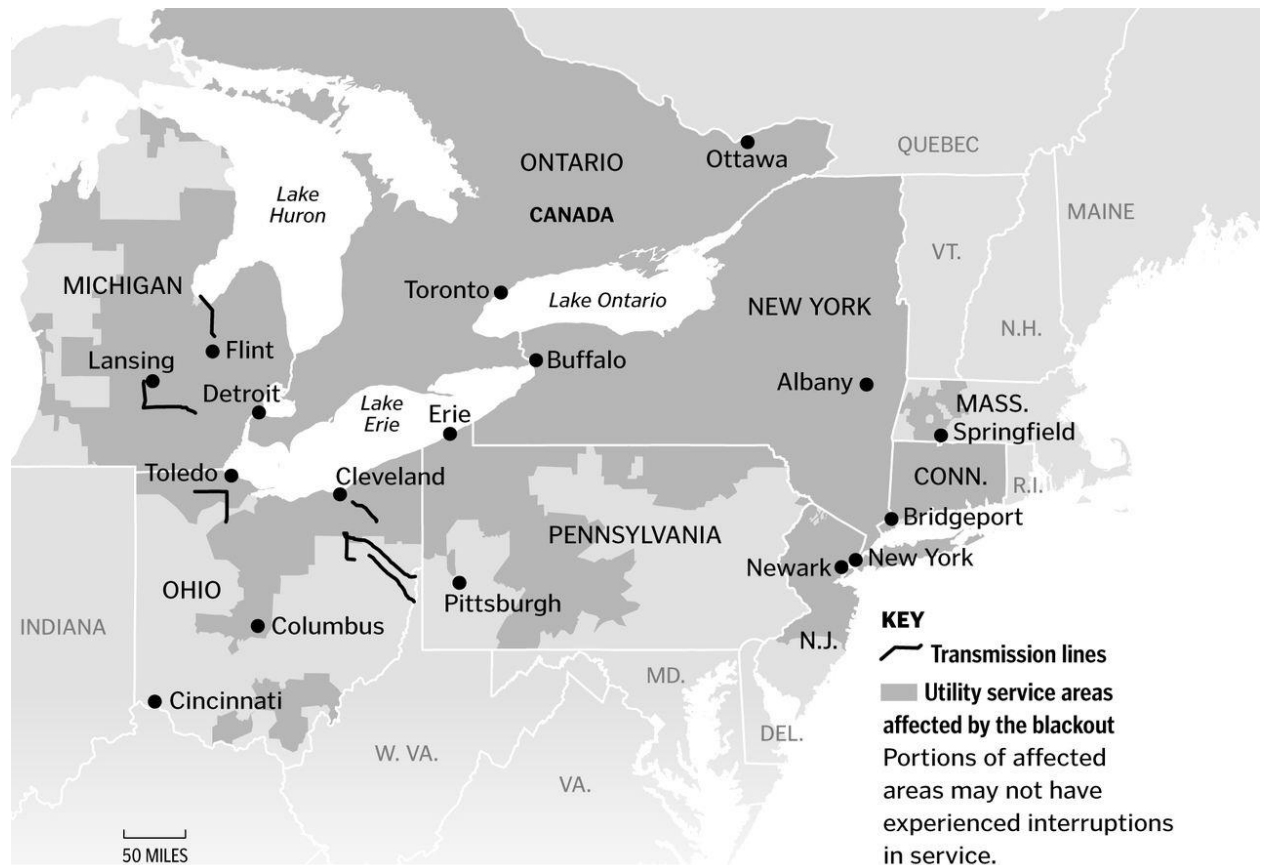 QUEBEC
Ottawa
ONTARIO
CANADA
Lake
Huron
MAINE
VT.
N.H.
MICHIGAN
Toronto
Lake Ontario
NEW YORK
Flint
Lansing
Buffalo
Detroit
Albany
Lake
Erie
Erie
MASS.
Springfield
Toledo
Cleveland
CONN.
R.I.
Bridgeport
PENNSYLVANIA
New York
Newark
OHIO
Pittsburgh
INDIANA
Columbus
N.J.
MD.
Cincinnati
DEL.
W. VA.
VA.
50 MILES
KEY
Transmission lines
Utility service areas
affected by the blackout
Portions of affected
areas may not have
experienced interruptions
in service.